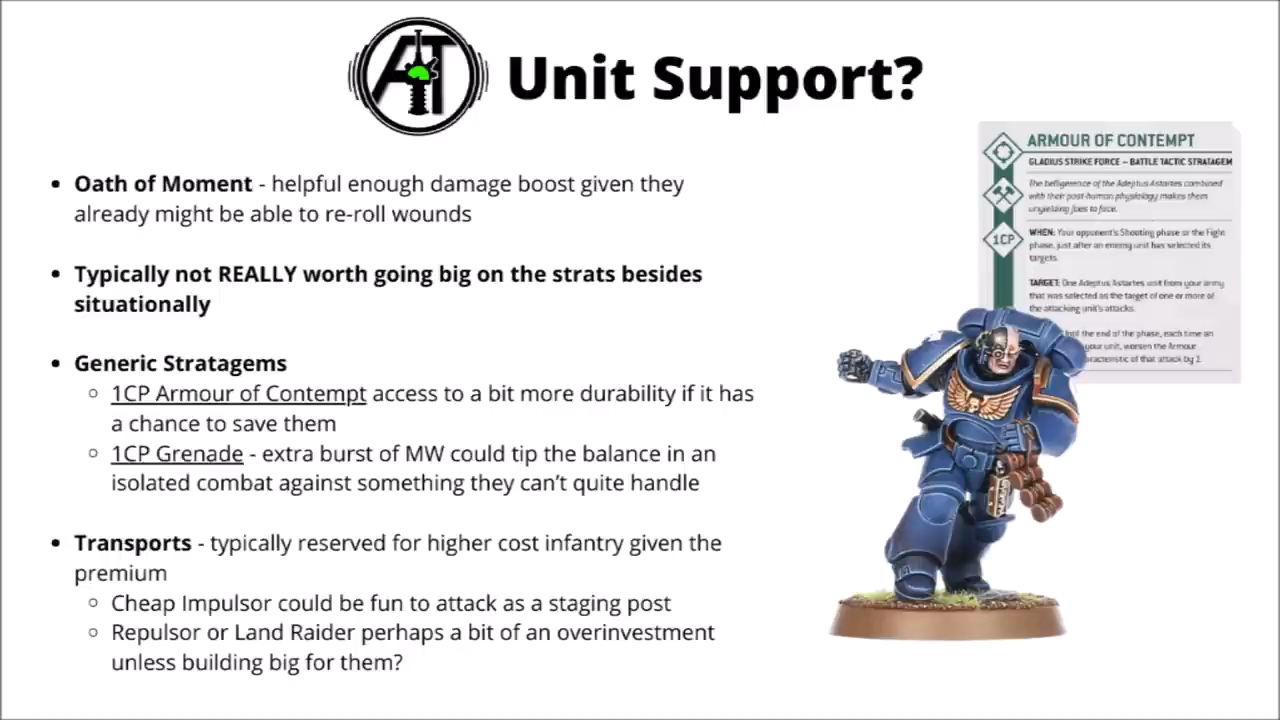 AT
Unit Support?
• Oath of Moment - helpful enough damage boost given they
already might be able to re-roll wounds
• Typically not REALLY worth going big on the strats besides
situationally
• Generic Stratagems
○ 1CP Armour of Contempt access to a bit more durability if it has
a chance to save them
○ 1CP Grenade - extra burst of MW could tip the balance in an
isolated combat against something they can't quite handle
• Transports - typically reserved for higher cost infantry given the
premium
○ Cheap Impulsor could be fun to attack as a staging post
○ Repulsor or Land Raider perhaps a bit of an overinvestment
unless building big for them?
ARMOUR OF CONTEMPT
GLADIUS STRIKE FORCE – BATTLE TACTIC STRATAGEM
The belligerence of the Adeptus Astartes combined
with their post-human physiology makes them
unyielding foes to face.
1CP
WHEN: Your opponent's Shooting phase or the Fight
phase, just after an enemy unit has selected its
targets.
TARGET: One Adeptus Astartes unit from your army
that was selected as the target of one or more of
the attacking unit's attacks.
the end of the phase, each time an
your unit, worsen the Armour
of that attack by 1.